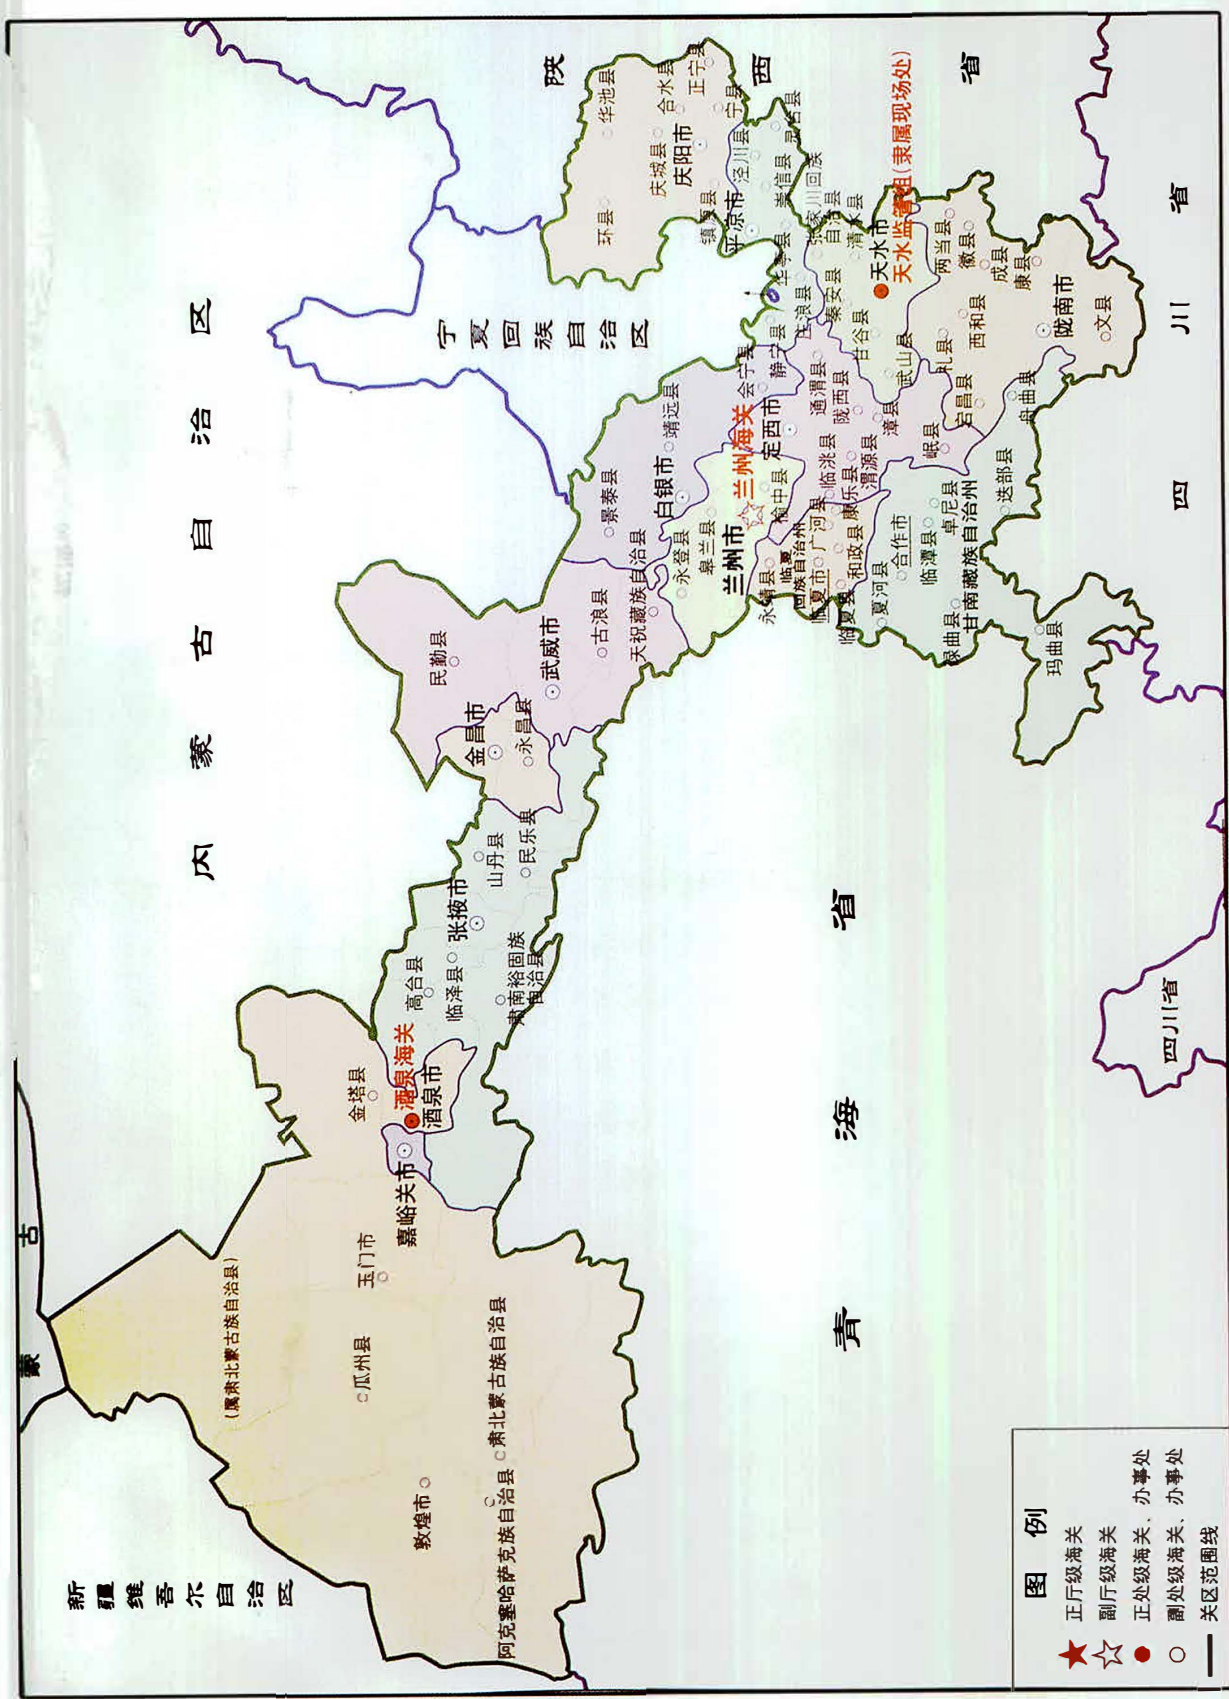 新疆维吾尔自治区
蒙古
内蒙古自治区
宁夏回族自治区
陕西省
四川省
青海省
四川省
(属肃北蒙古族自治县)
敦煌市
瓜州县
玉门市
肃北蒙古族自治县
阿克塞哈萨克族自治县
金塔县
嘉峪关市
酒泉海关
酒泉市
高台县
临泽县
张掖市
肃南裕固族
自治县
山丹县
民乐县
金昌市
永昌县
民勤县
武威市
古浪县
天祝藏族自治县
景泰县
白银市
靖远县
会宁县
永登县
皋兰县
兰州市
兰州海关
榆中县
定西市
通渭县
陇西县
临洮县
渭源县
漳县
岷县
永靖县
临夏
回族自治州
临夏市
广河县
康乐县
和政县
临夏县
夏河县
合作市
临潭县
卓尼县
甘南藏族自治州
迭部县
舟曲县
碌曲县
玛曲县
环县
华池县
庆城县
合水县
正宁县
庆阳市
宁县
镇原县
平凉市
泾川县
灵台县
崇信县
华亭县
庄浪县
静宁县
张家川回族
自治县
清水县
秦安县
甘谷县
武山县
天水市
天水监管组(隶属现场处)
两当县
徽县
成县
康县
西和县
礼县
宕昌县
陇南市
文县
图例
正厅级海关
副厅级海关
正处级海关、办事处
副处级海关、办事处
关区范围线